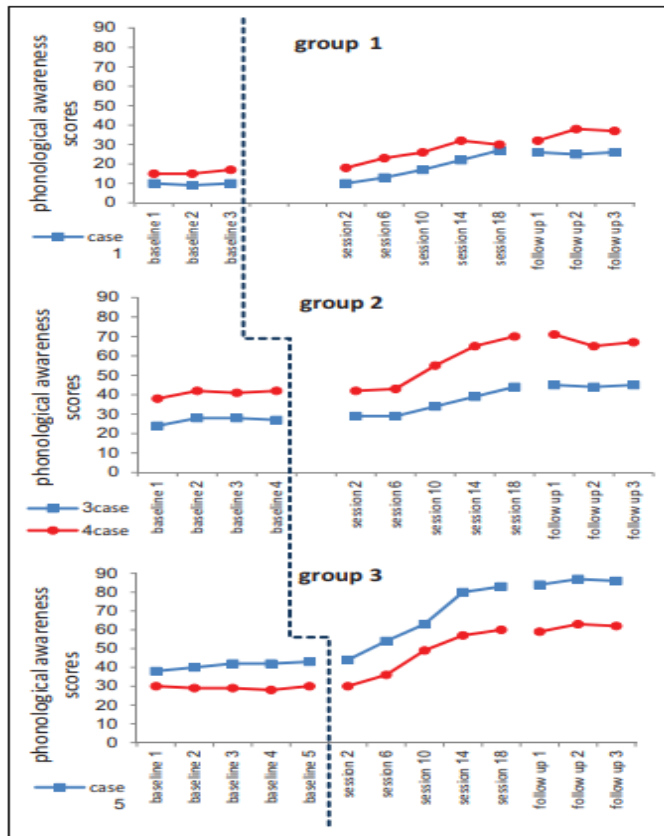 group 1
phonological awareness
scores
90
80
70
60
50
40
30
20
10
0
baseline 1
baseline 2
baseline 3
session 2
session 6
session 10
session 14
session 18
follow up 1
follow up 2
follow up 3
case
1
group 2
phonological awareness
scores
90
80
70
60
50
40
30
20
10
0
baseline 1
baseline 2
baseline 3
baseline 4
session 2
session 6
session 10
session 14
session 18
follow up 1
follow up 2
follow up 3
3case
4case
group 3
phonological awareness
scores
90
80
70
60
50
40
30
20
10
0
baseline 1
baseline 2
baseline 3
baseline 4
baseline 5
session 2
session 6
session 10
session 14
session 18
follow up 1
follow up 2
follow up 3
case
5